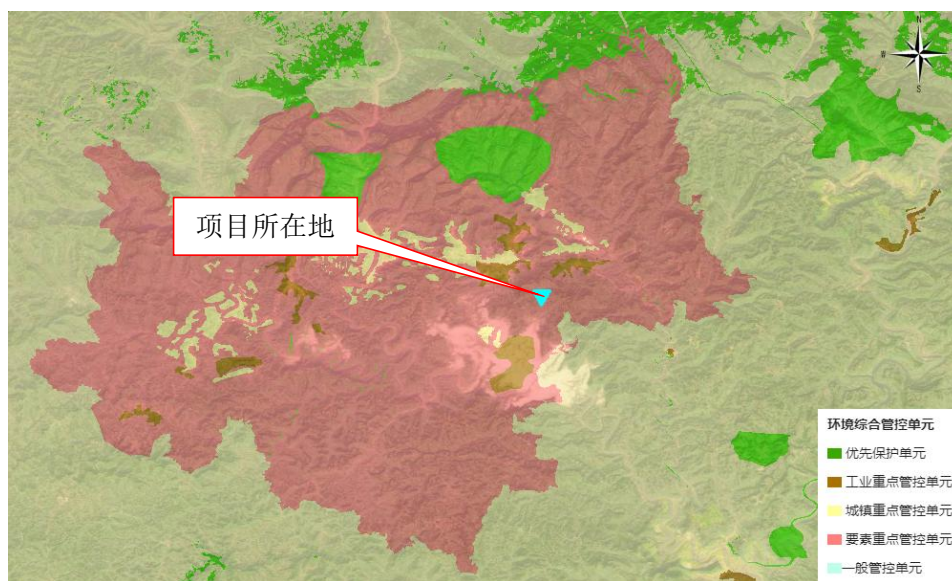 N
W
S
项目所在地
环境综合管控单元
优先保护单元
工业重点管控单元
城镇重点管控单元
要素重点管控单元
一般管控单元